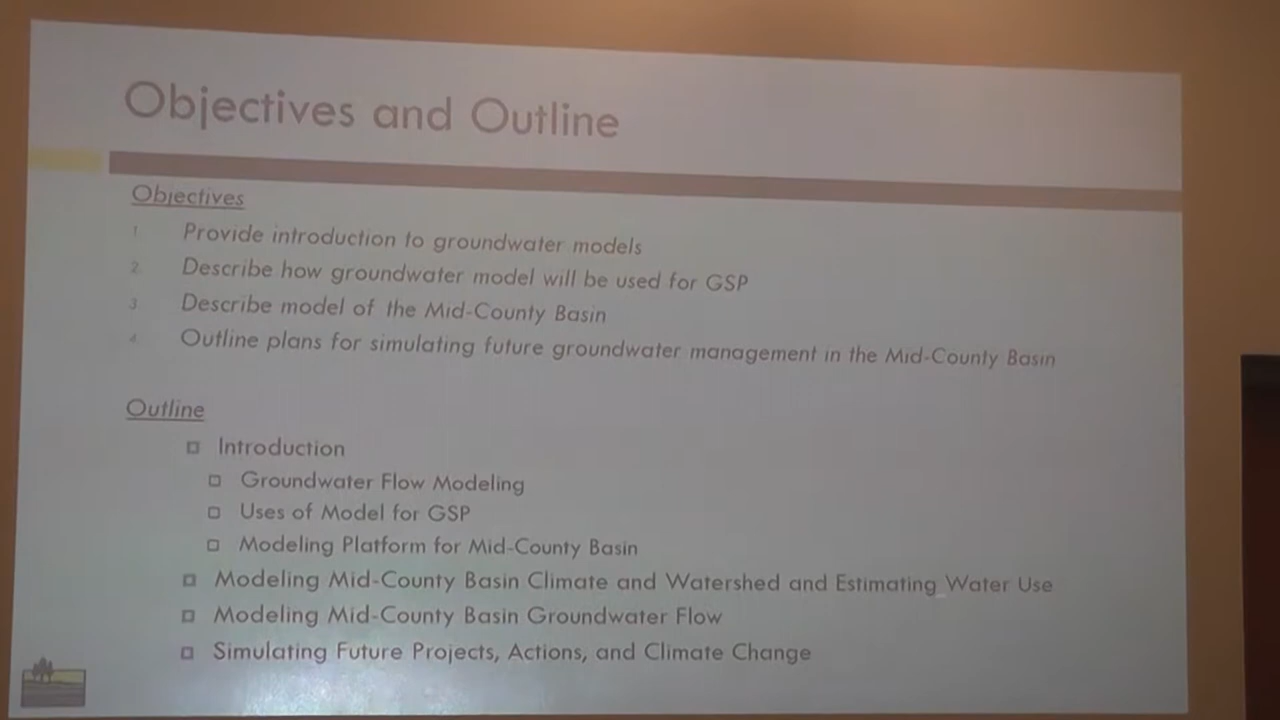 Objectives and Outline
Objectives
1 Provide introduction to groundwater models
2 Describe how groundwater model will be used for GSP
3 Describe model of the Mid-County Basin
4 Outline plans for simulating future groundwater management in the Mid-County Basin
Outline
Introduction
Groundwater Flow Modeling
Uses of Model for GSP
Modeling Platform for Mid-County Basin
Modeling Mid-County Basin Climate and Watershed and Estimating Water Use
Modeling Mid-County Basin Groundwater Flow
Simulating Future Projects, Actions, and Climate Change